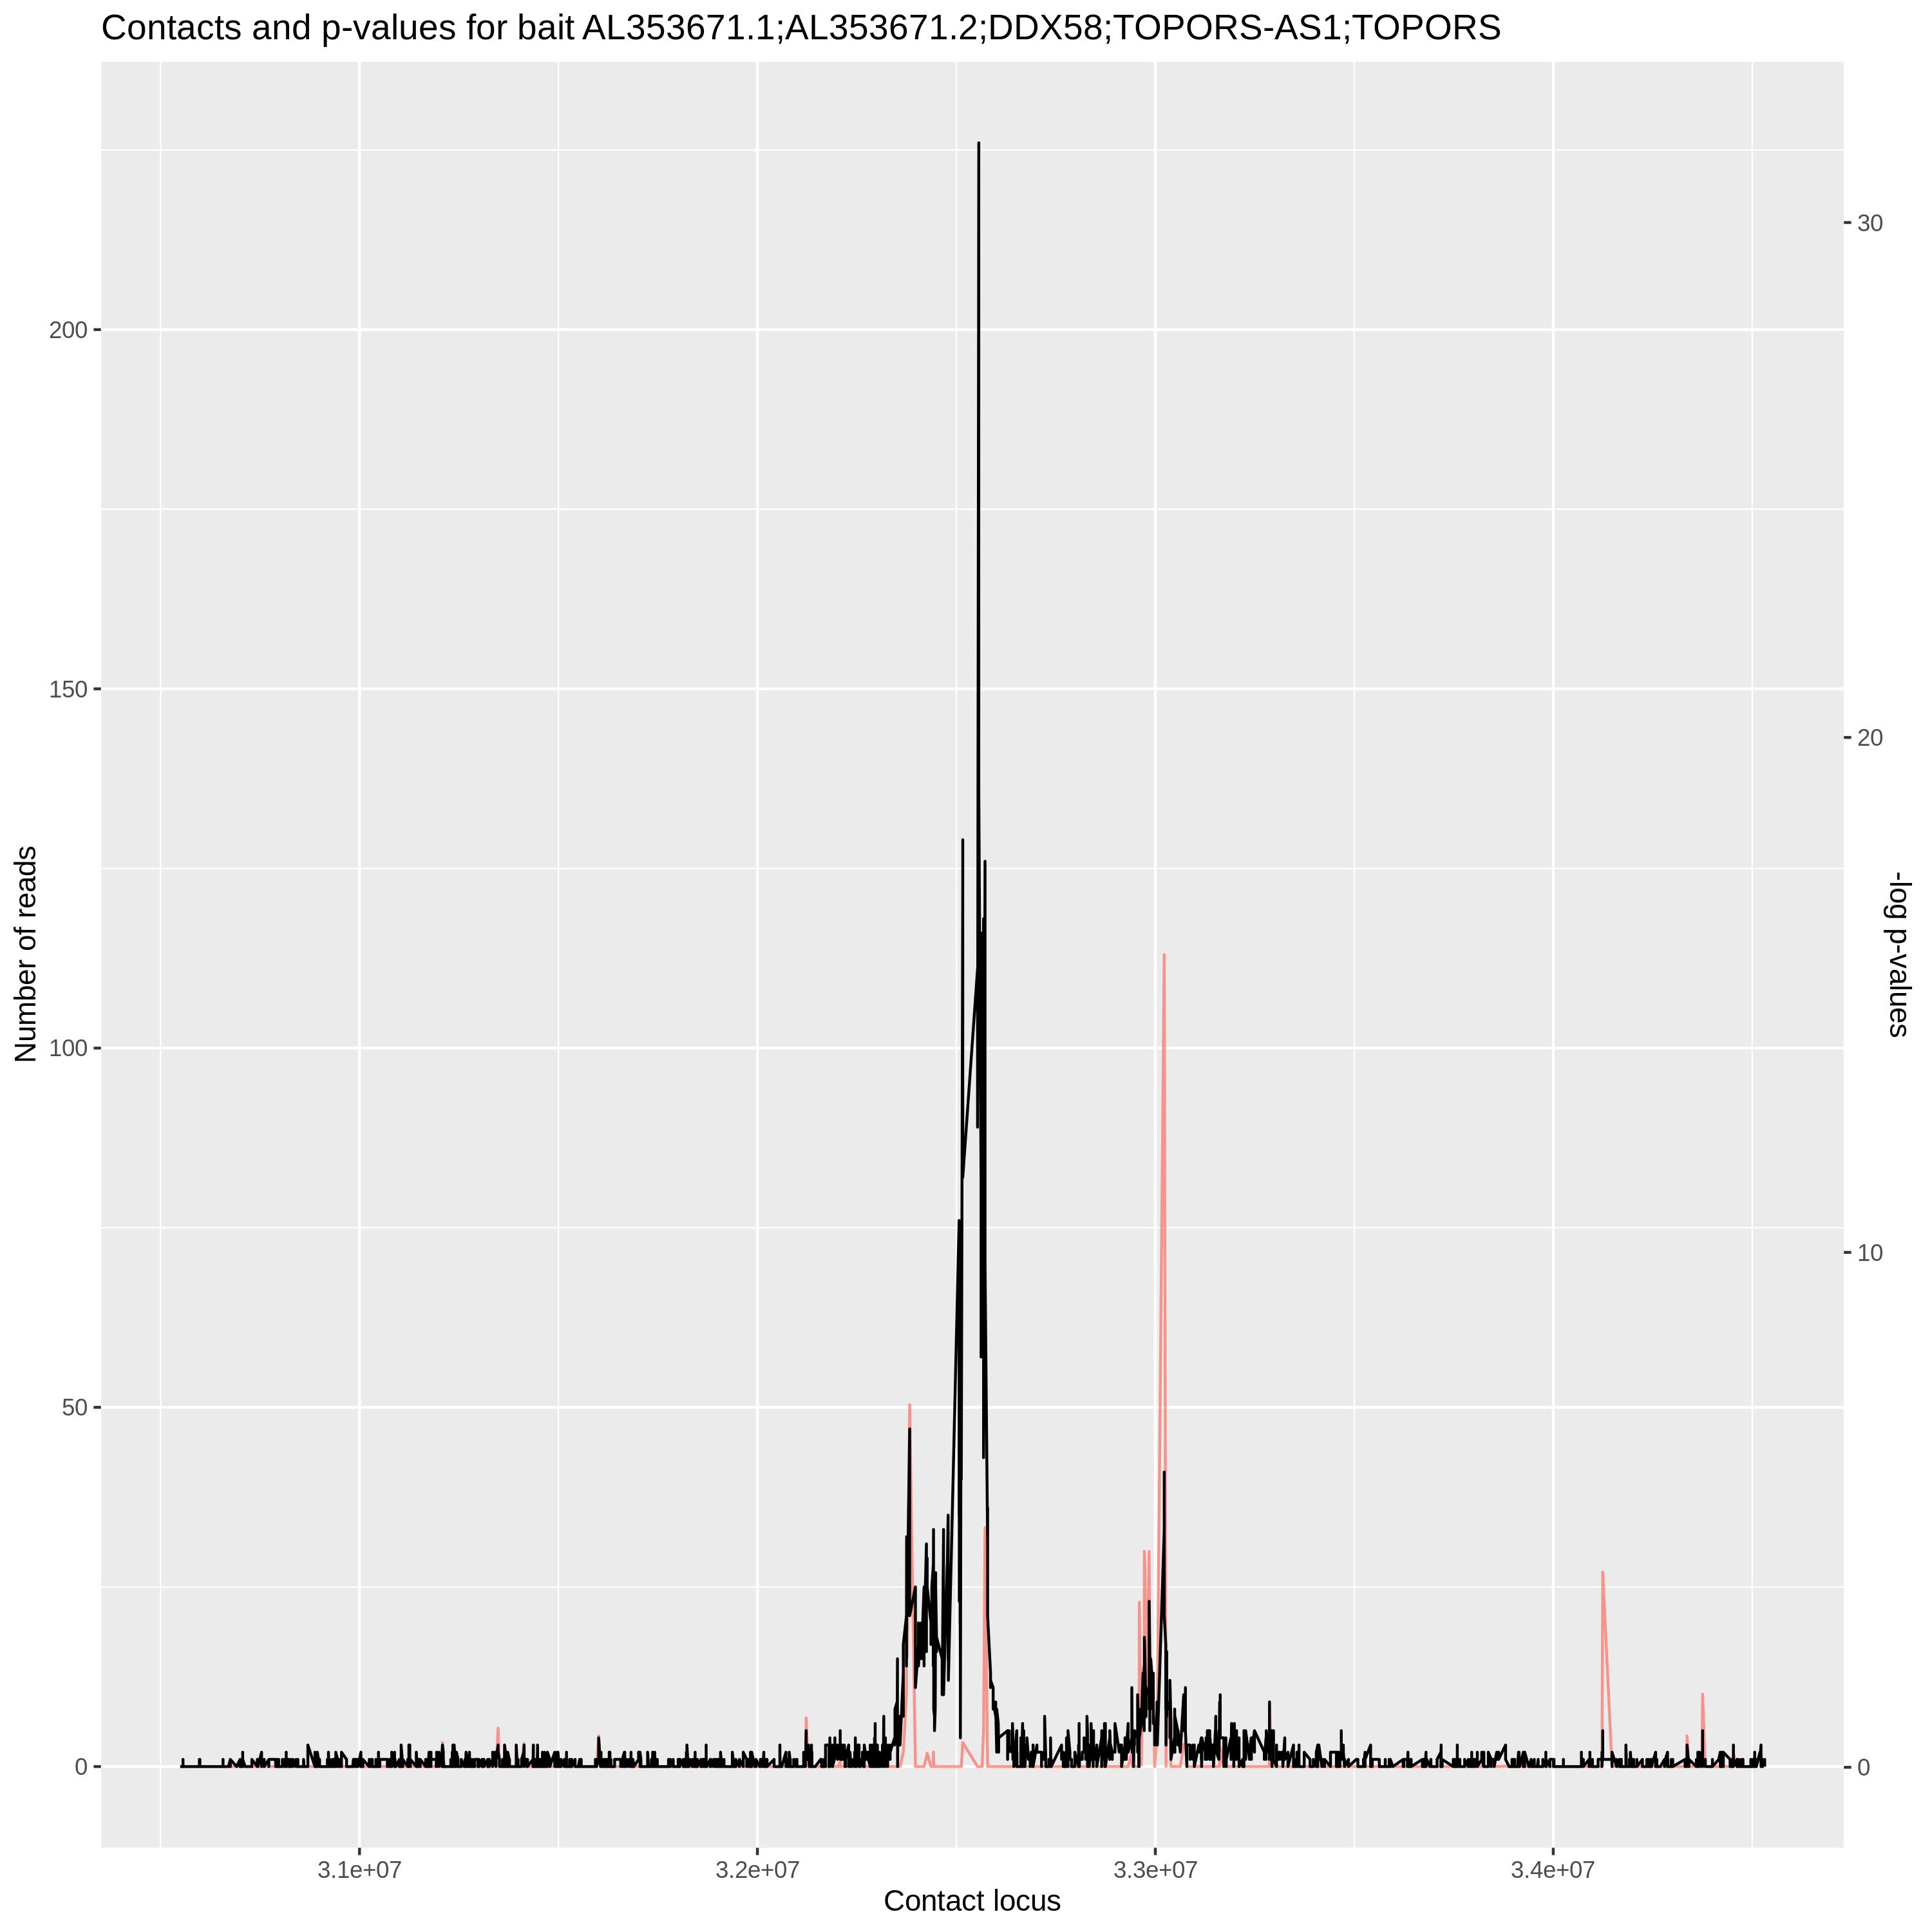 Contacts and p-values for bait AL353671.1;AL353671.2;DDX58;TOPORS-AS1;TOPORS
Number of reads
200
150
100
50
0
30
20
10
0
-log p-values
3.1e+07
3.2e+07
3.3e+07
3.4e+07
Contact locus